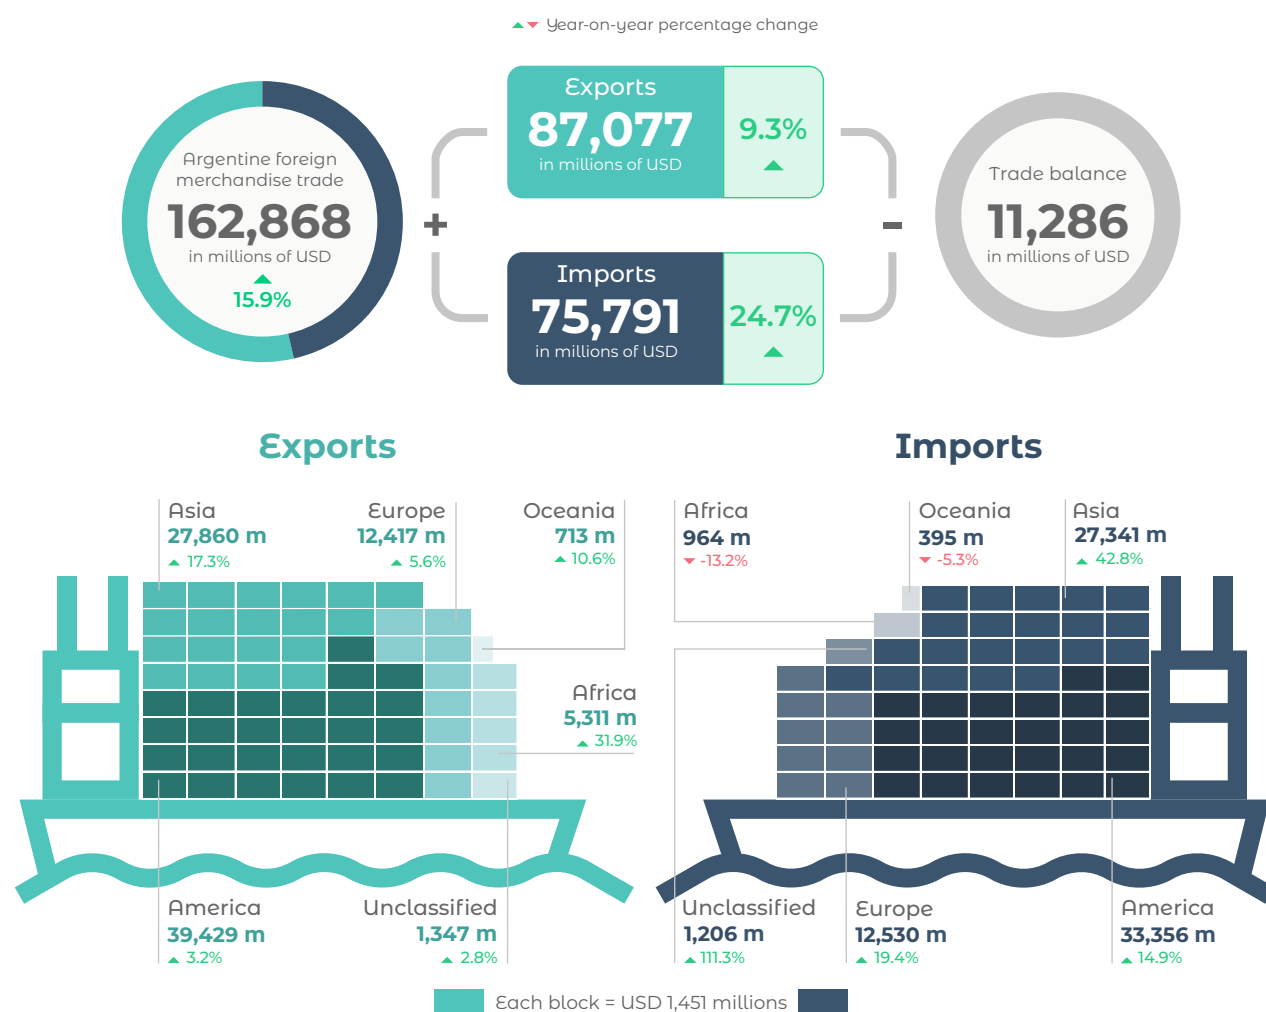 Year-on-year percentage change
Argentine foreign
merchandise trade
162,868
in millions of USD
15.9%
+
Exports
87,077
in millions of USD
9.3%
Imports
75,791
in millions of USD
24.7%
-
Trade balance
11,286
in millions of USD
Exports
Asia
27,860 m
17.3%
Europe
12,417 m
5.6%
Oceania
713 m
10.6%
Africa
5,311 m
31.9%
America
39,429 m
3.2%
Unclassified
1,347 m
2.8%
Imports
Africa
964 m
-13.2%
Oceania
395 m
-5.3%
Asia
27,341 m
42.8%
Unclassified
1,206 m
111.3%
Europe
12,530 m
19.4%
America
33,356 m
14.9%
Each block = USD 1,451 millions